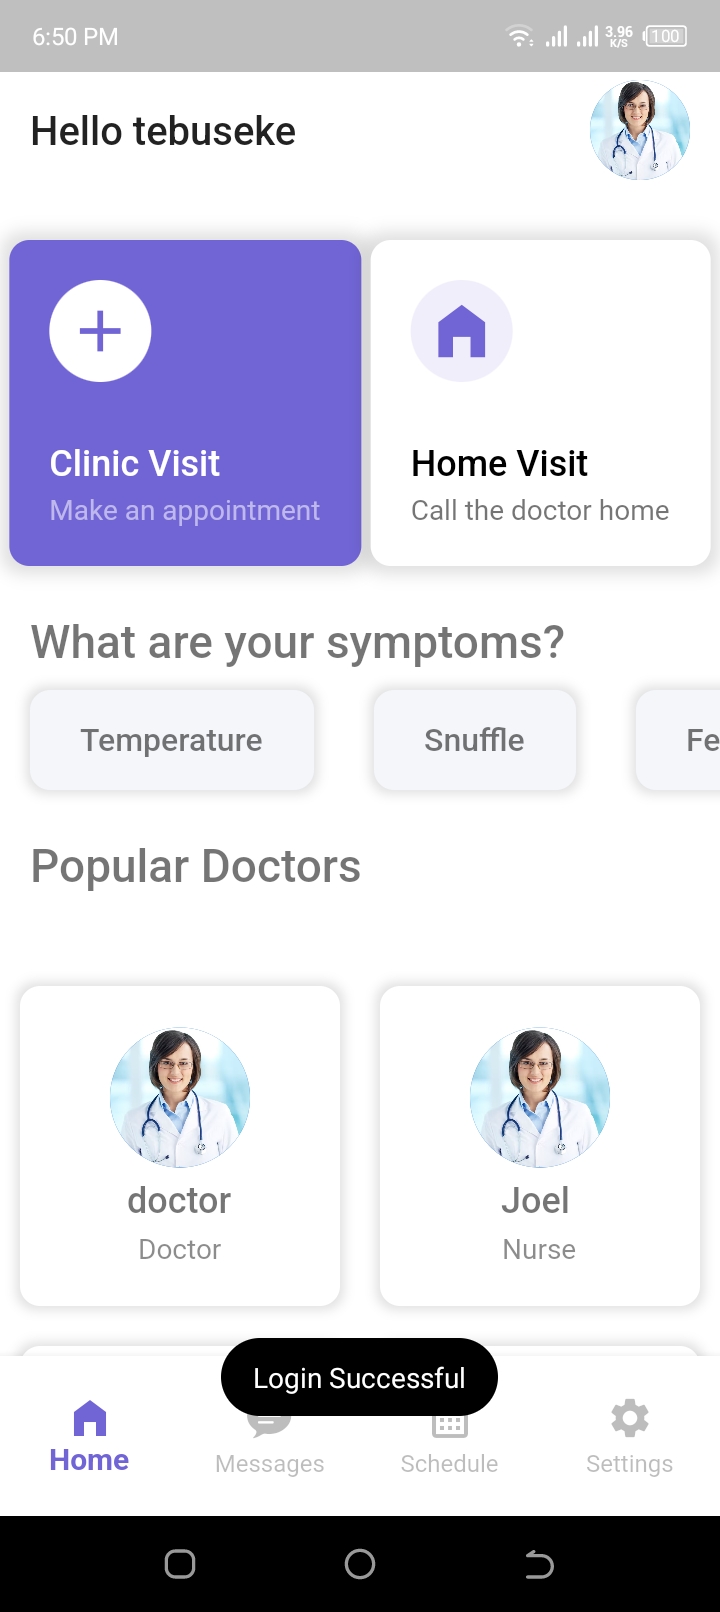 6:50 PM
3.96
K/S
100
Hello tebuseke
Clinic Visit
Make an appointment
Home Visit
Call the doctor home
What are your symptoms?
Temperature
Snuffle
Fe
Popular Doctors
doctor
Doctor
Joel
Nurse
Login Successful
Home
Messages
Schedule
Settings